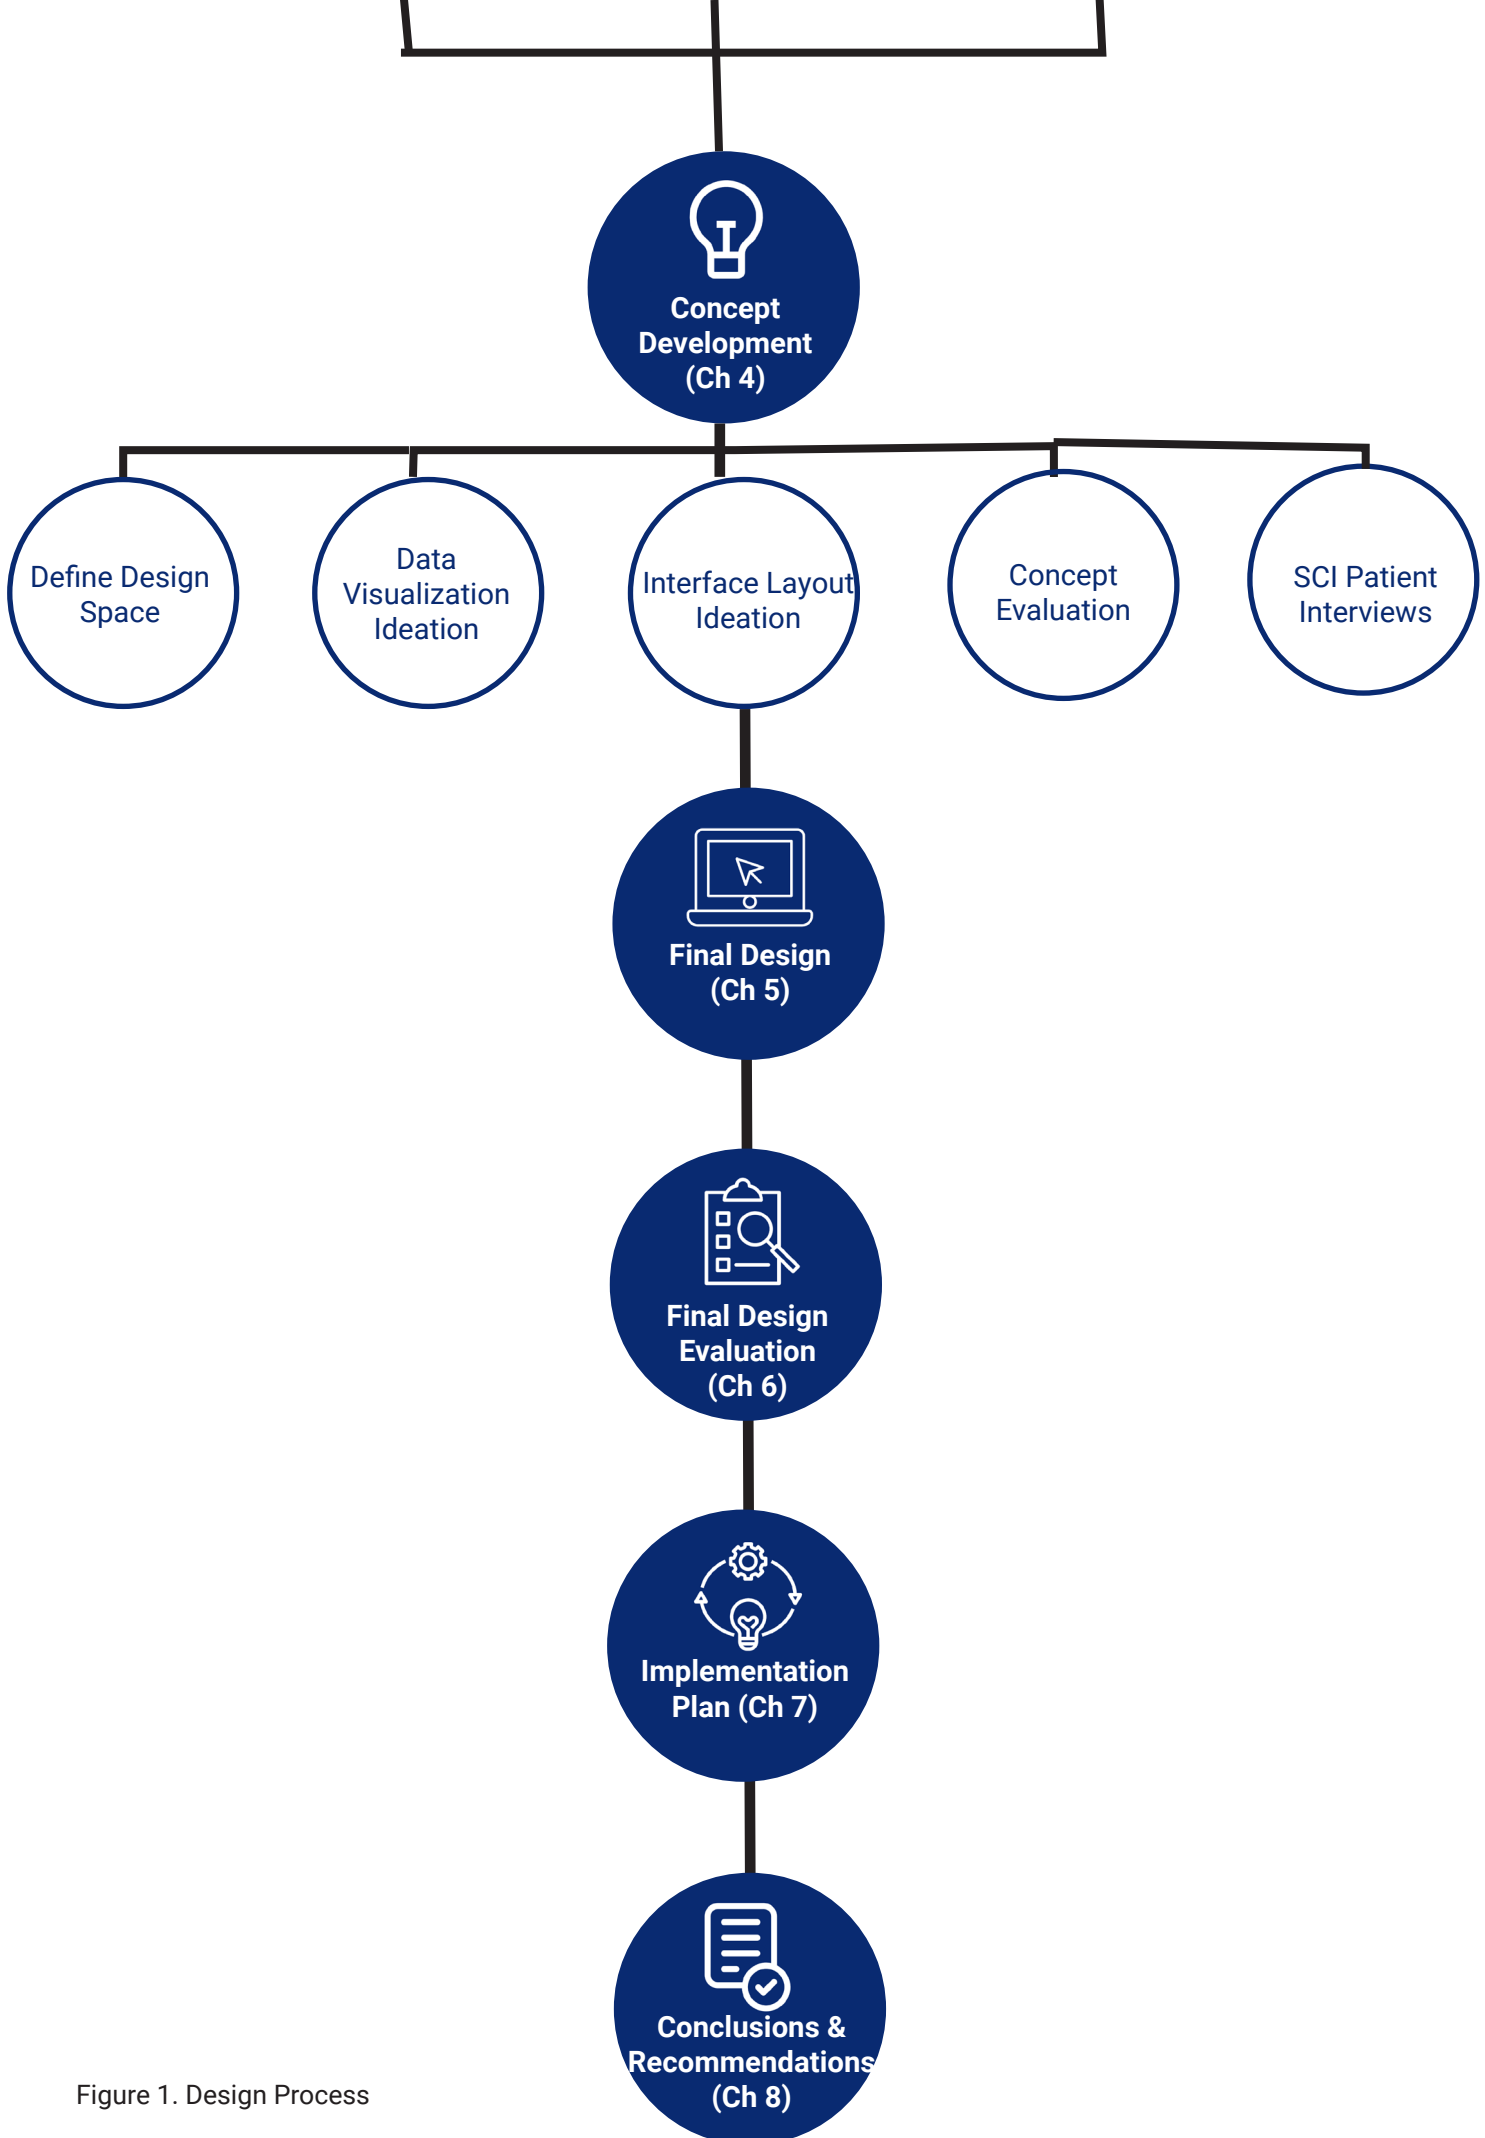 Concept
Development
(Ch 4)
Define Design
Space
Data
Visualization
Ideation
Interface Layout
Ideation
Concept
Evaluation
SCI Patient
Interviews
Final Design
(Ch 5)
Final Design
Evaluation
(Ch 6)
Implementation
Plan (Ch 7)
Conclusions &
Recommendations
(Ch 8)
Figure 1. Design Process